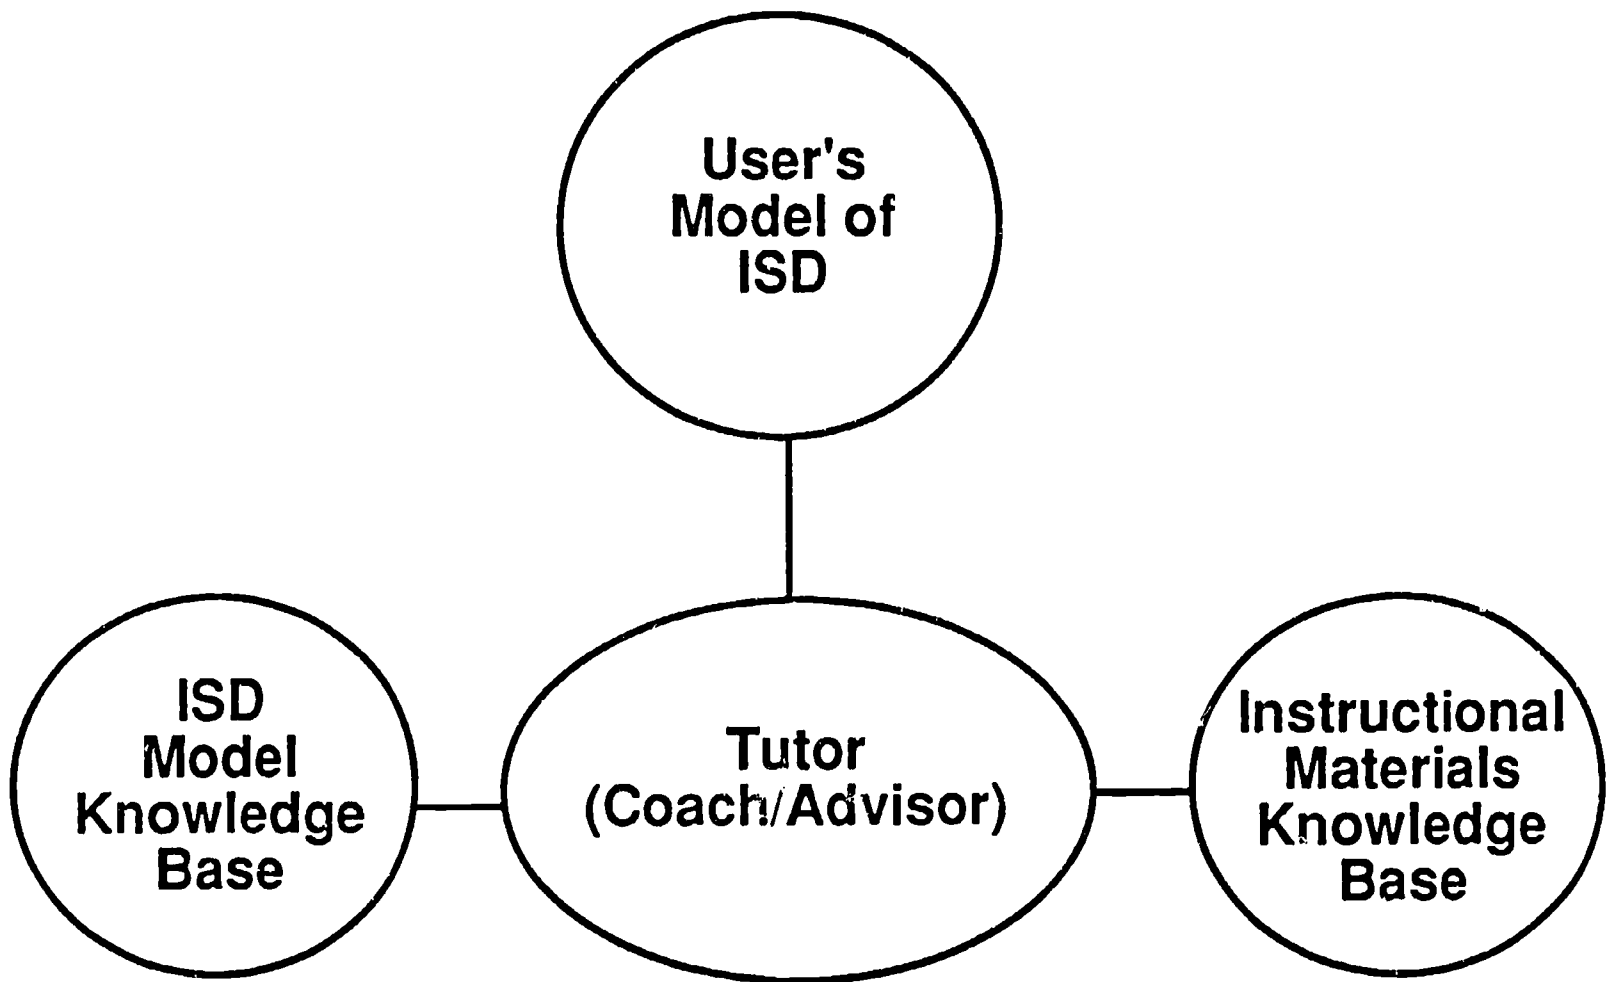 User's
Model of
ISD
ISD
Model
Knowledge
Base
Tutor
(Coach/Advisor)
Instructional
Materials
Knowledge
Base